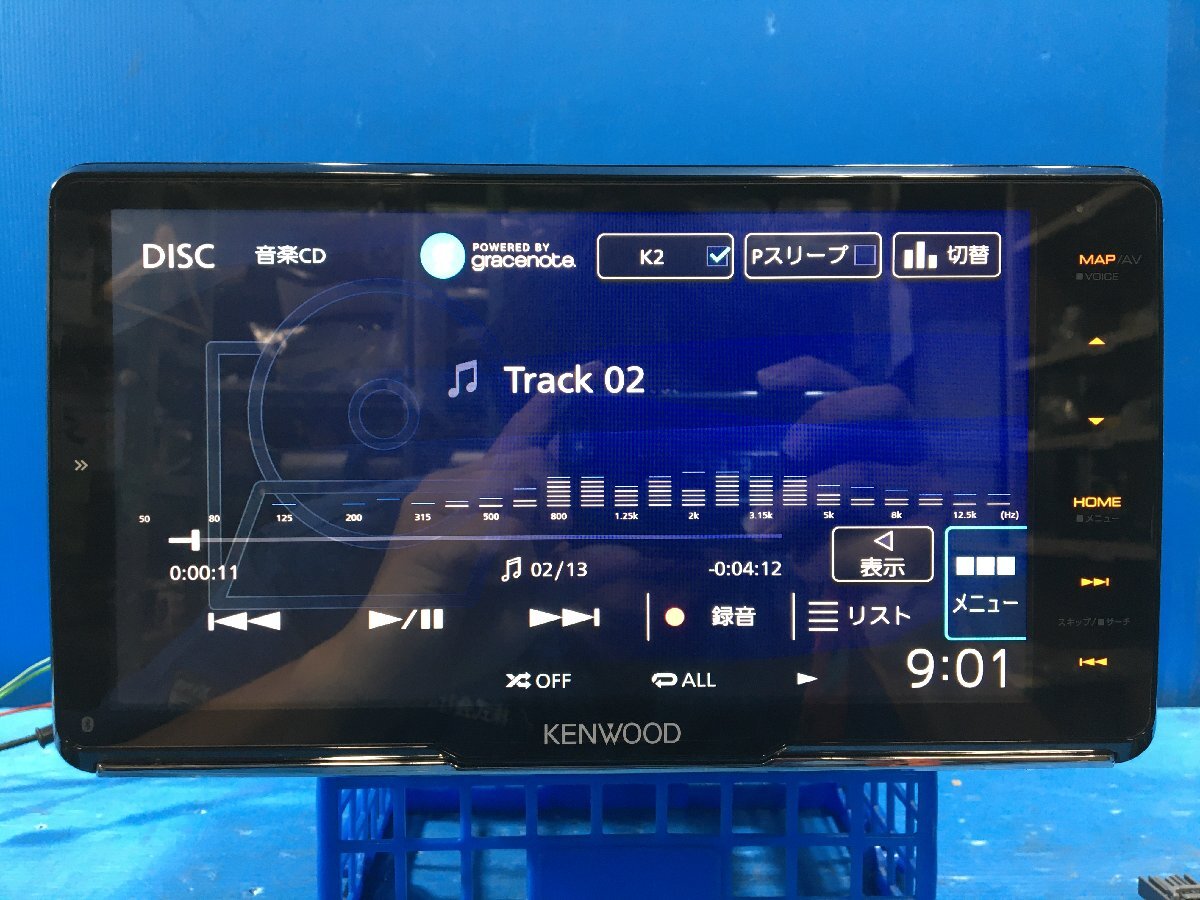 DISC 音楽CD POWERED BY gracenote. K2 Pスリープ 切替
MAP/AV
VOICE
Track 02
50 80 125 200 315 500 800 1.25k 2k 3.15k 5k 8k 12.5k (Hz)
HOME
メニュー
0:00:11 02/13 -0:04:12 表示
録音 リスト メニュー
スキップ/サーチ
OFF ALL 9:01
KENWOOD